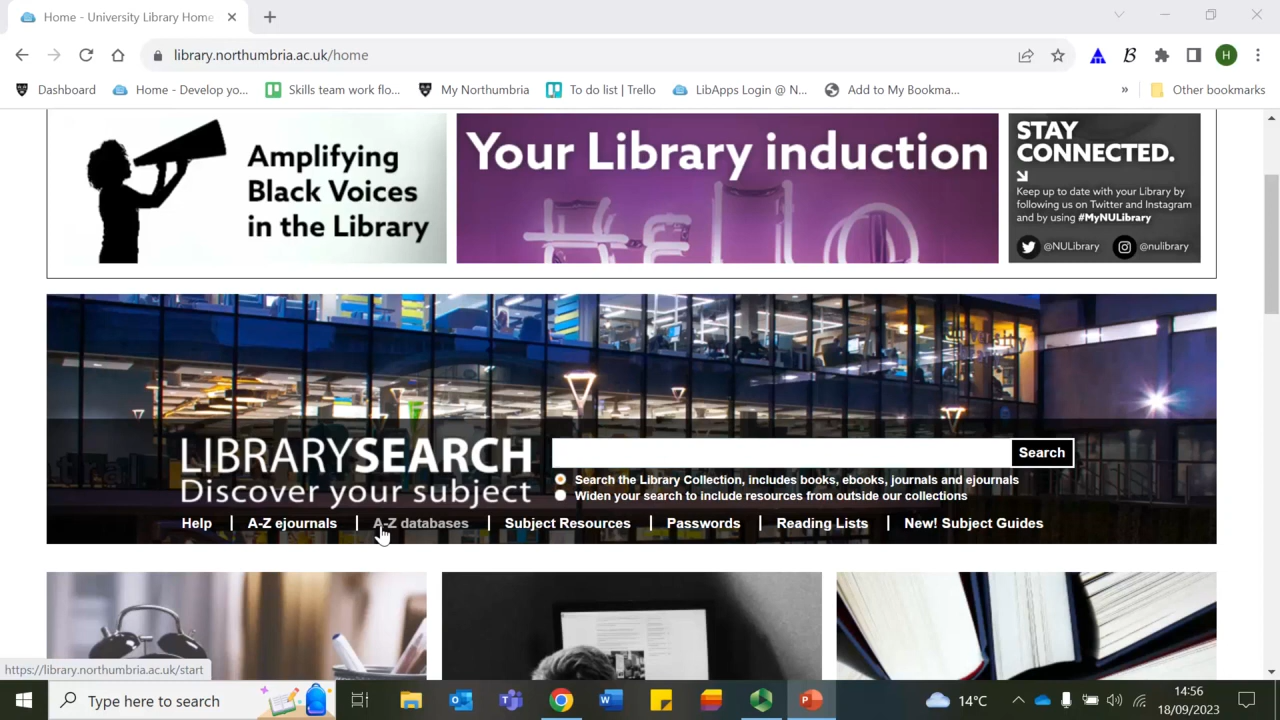 Home - University Library Home
library.northumbria.ac.uk/home
H
Dashboard
Home - Develop yo...
Skills team work flo...
My Northumbria
To do list | Trello
LibApps Login @ N...
Add to My Bookma...
»
Other bookmarks
Amplifying
Black Voices
in the Library
Your Library induction
STAY
CONNECTED.
Keep up to date with your Library by
following us on Twitter and Instagram
and by using #MyNULibrary
@NULibrary
@nulibrary
LIBRARYSEARCH
Discover your subject
Search
Search the Library Collection, includes books, ebooks, journals and ejournals
Widen your search to include resources from outside our collections
Help | A-Z ejournals | A-Z databases | Subject Resources | Passwords | Reading Lists | New! Subject Guides
https://library.northumbria.ac.uk/start
Type here to search
14°C
14:56
18/09/2023